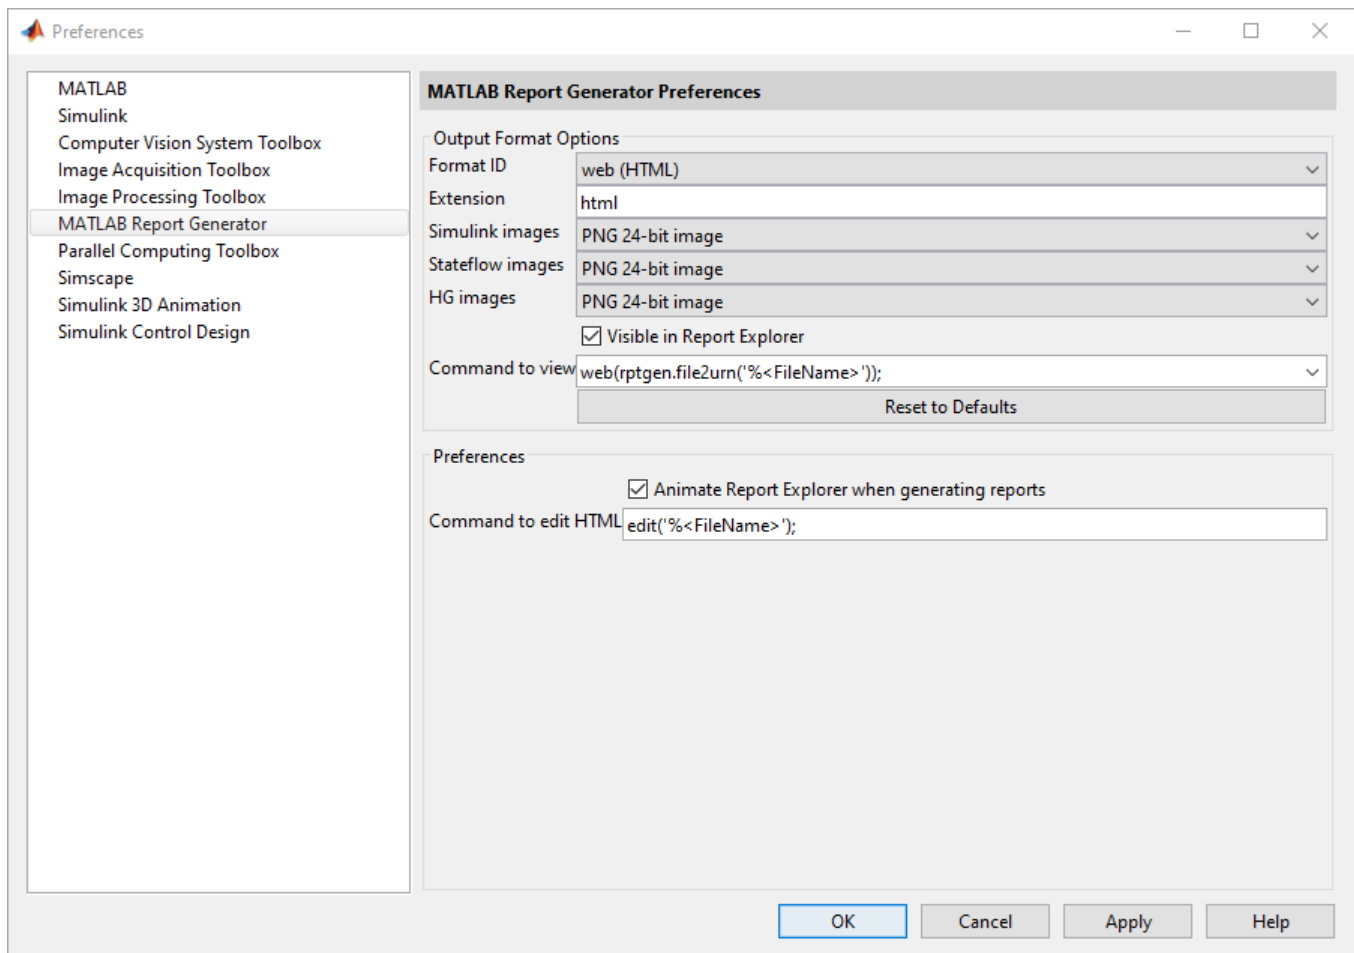 Preferences
MATLAB
Simulink
Computer Vision System Toolbox
Image Acquisition Toolbox
Image Processing Toolbox
MATLAB Report Generator
Parallel Computing Toolbox
Simscape
Simulink 3D Animation
Simulink Control Design
MATLAB Report Generator Preferences
Output Format Options
Format ID web (HTML)
Extension html
Simulink images PNG 24-bit image
Stateflow images PNG 24-bit image
HG images PNG 24-bit image
Visible in Report Explorer
Command to view web(rptgen.file2urn('%<FileName>'));
Reset to Defaults
Preferences
Animate Report Explorer when generating reports
Command to edit HTML edit('%<FileName>');
OK Cancel Apply Help